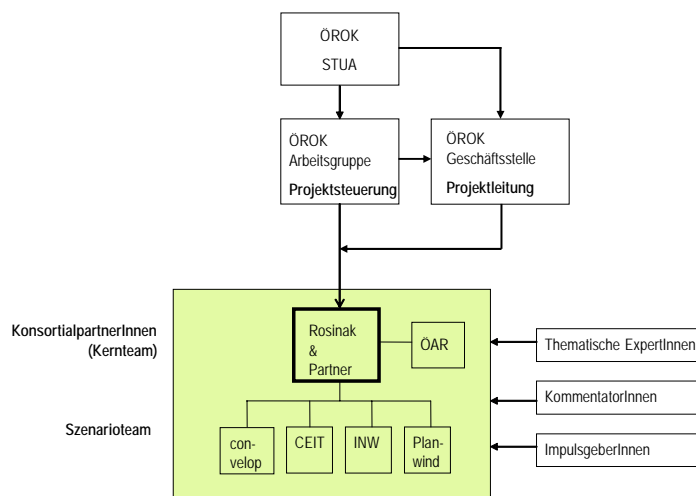 ÖROK
STUA
ÖROK
Arbeitsgruppe
Projektsteuerung
ÖROK
Geschäftsstelle
Projektleitung
KonsortialpartnerInnen
(Kernteam)
Rosinak
&
Partner
ÖAR
Thematische ExpertInnen
KommentatorInnen
Szenarioteam
con-
velop
CEIT
INW
Plan-
wind
ImpulsgeberInnen